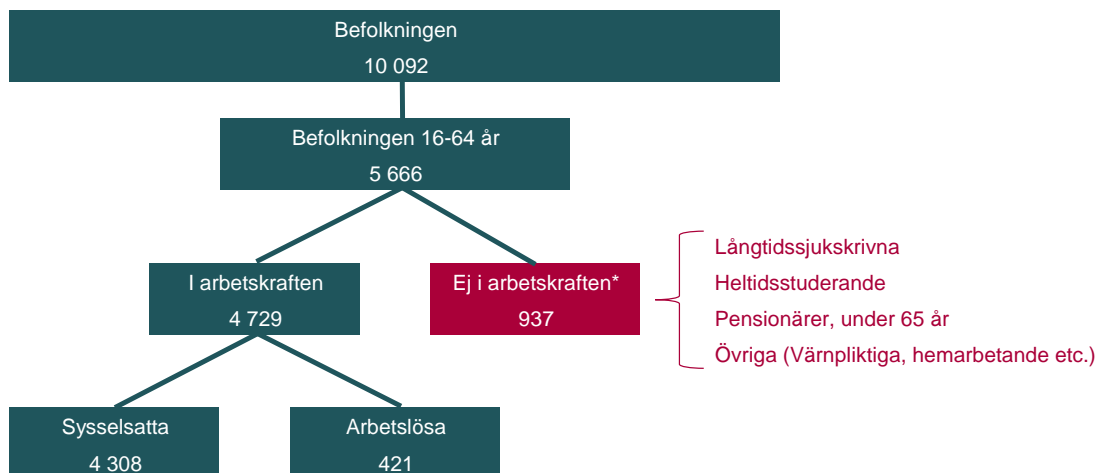 Befolkningen
10 092
Befolkningen 16-64 år
5 666
I arbetskraften
4 729
Ej i arbetskraften*
937
Långtidssjukskrivna
Heltidsstuderande
Pensionärer, under 65 år
Övriga (Värnpliktiga, hemarbetande etc.)
Sysselsatta
4 308
Arbetslösa
421